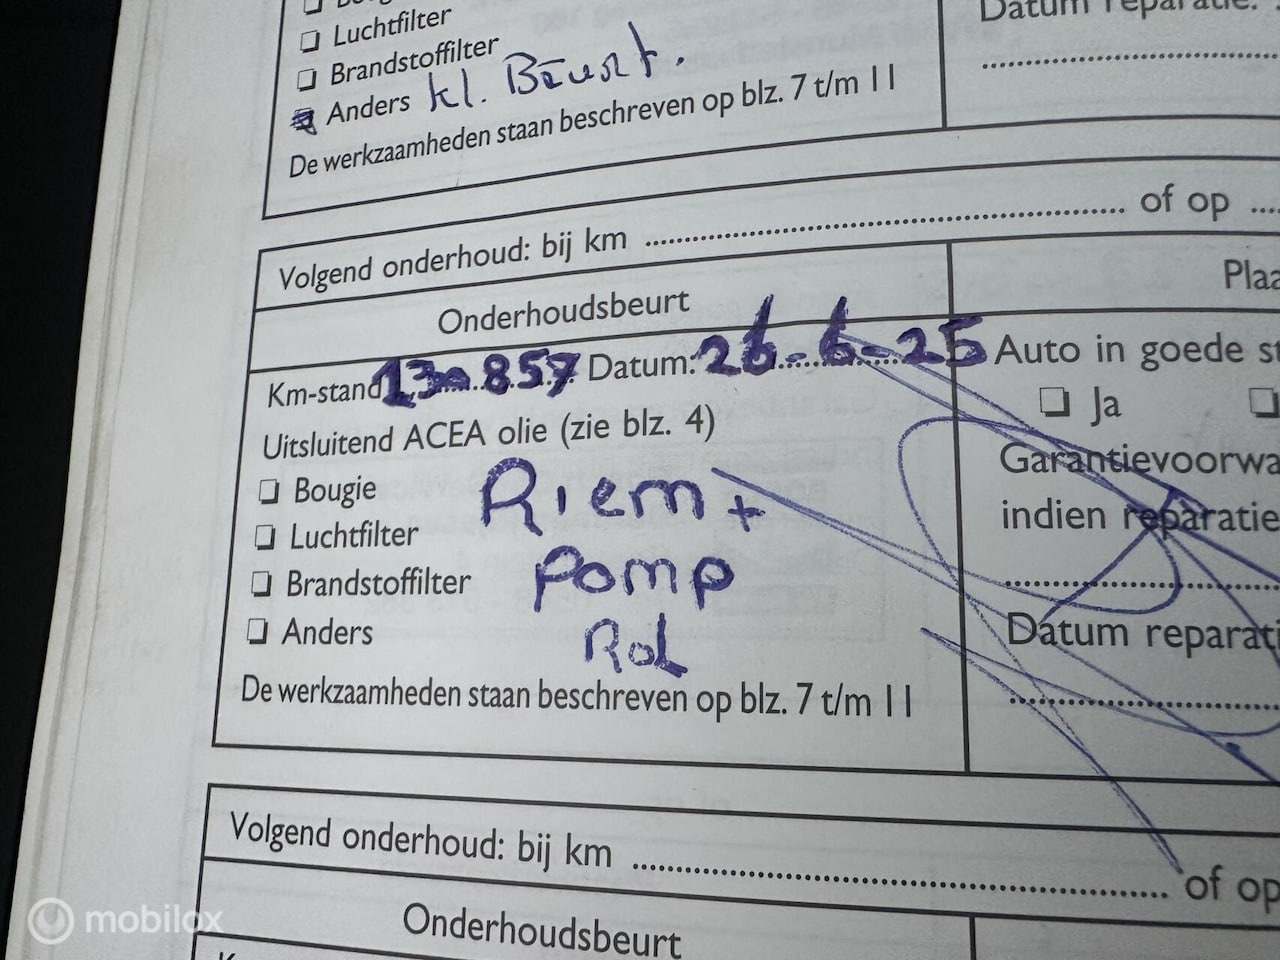 Luchtfilter
Brandstoffilter
Anders kl. Beurt.
De werkzaamheden staan beschreven op blz. 7 t/m 11
Datum reparatie:
Volgend onderhoud: bij km .................... of op ....
Onderhoudsbeurt
Km-stand 130.857 Datum: 26-6-25
Uitsluitend ACEA olie (zie blz. 4)
Bougie
Luchtfilter
Brandstoffilter
Anders
Riem +
Pomp
Rol
De werkzaamheden staan beschreven op blz. 7 t/m 11
Plaa
Auto in goede st
Ja
Garantievoorwa
indien reparatie
Datum reparati
Volgend onderhoud: bij km .................... of op
Onderhoudsbeurt
mobilox